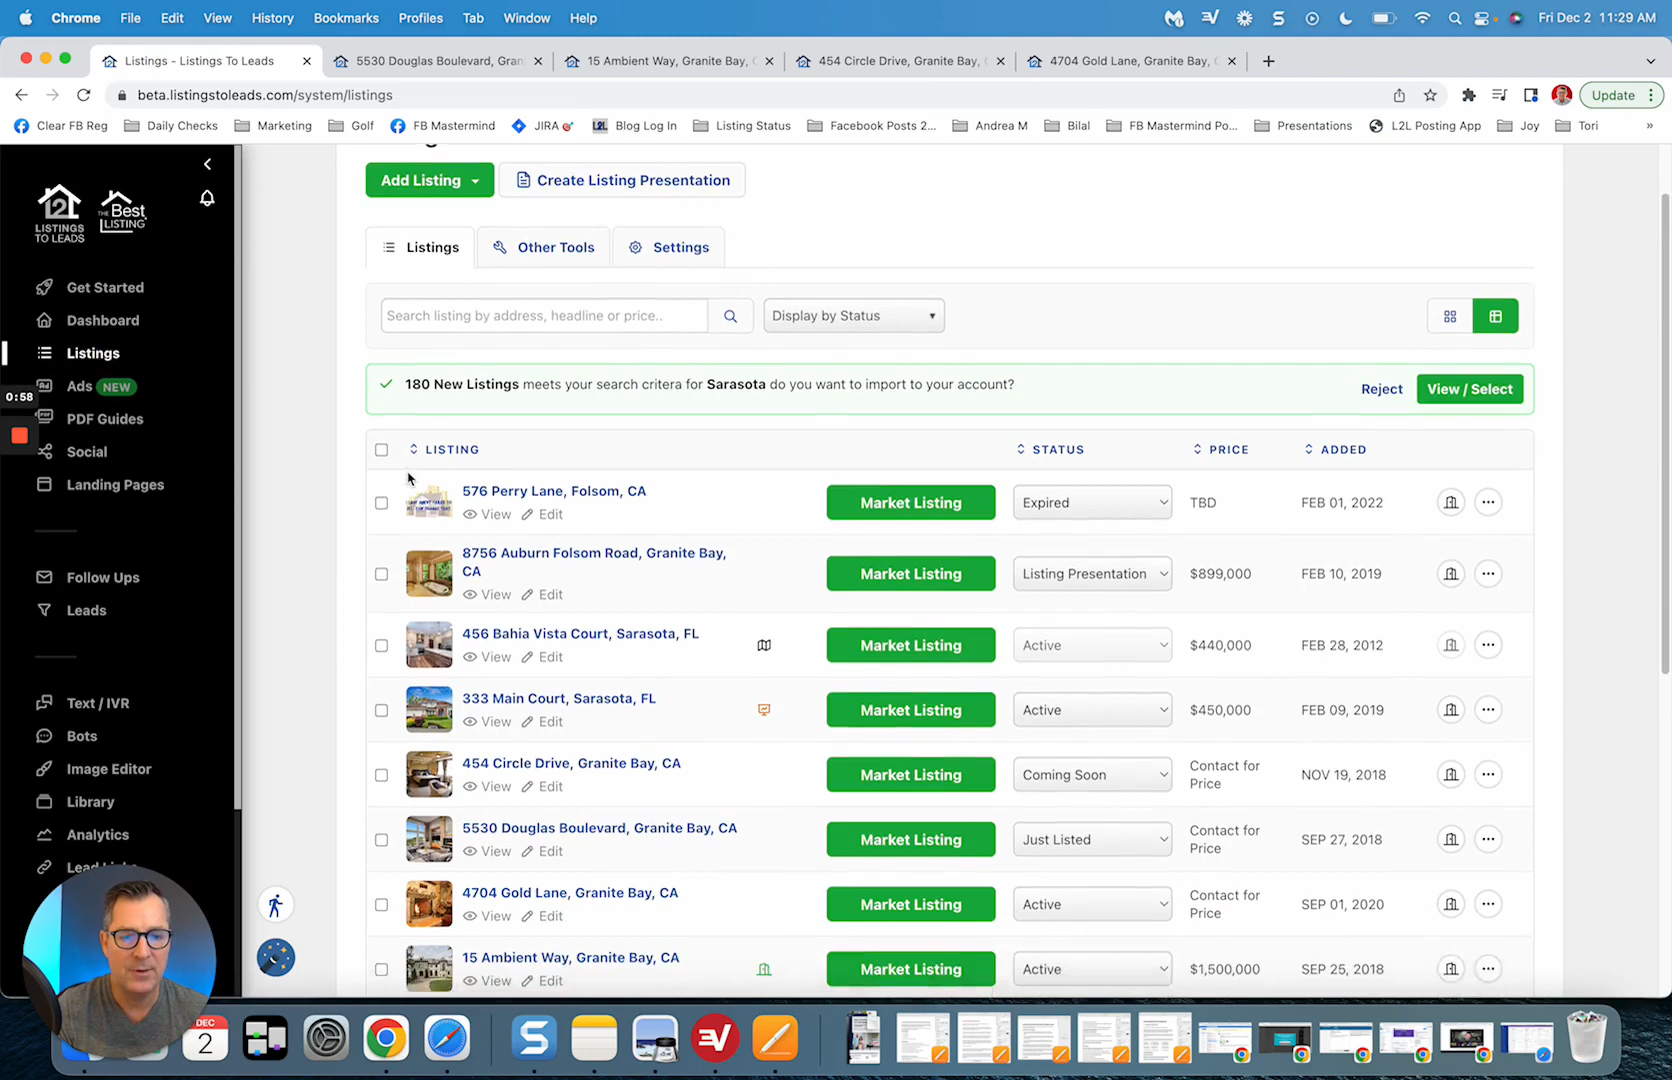 Chrome File Edit View History Bookmarks Profiles Tab Window Help
Fri Dec 2 11:29 AM
Listings - Listings To Leads
5530 Douglas Boulevard, Gran
15 Ambient Way, Granite Bay, C
454 Circle Drive, Granite Bay, C
4704 Gold Lane, Granite Bay, C
beta.listingstoleads.com/system/listings
Update
Clear FB Reg
Daily Checks
Marketing
Golf
FB Mastermind
JIRA
Blog Log In
Listing Status
Facebook Posts 2...
Andrea M
Bilal
FB Mastermind Po...
Presentations
L2L Posting App
Joy
Tori
»
LISTINGS
TO LEADS
THE Best
LISTING
Get Started
Dashboard
Listings
Ads NEW
0:58
PDF Guides
Social
Landing Pages
Follow Ups
Leads
Text / IVR
Bots
Image Editor
Library
Analytics
Add Listing
Create Listing Presentation
Listings
Other Tools
Settings
Search listing by address, headline or price..
Display by Status
180 New Listings meets your search critera for Sarasota do you want to import to your account?
Reject
View / Select
LISTING STATUS PRICE ADDED
576 Perry Lane, Folsom, CA
View Edit
Market Listing
Expired
TBD
FEB 01, 2022
8756 Auburn Folsom Road, Granite Bay,
CA
View Edit
Market Listing
Listing Presentation
$899,000
FEB 10, 2019
456 Bahia Vista Court, Sarasota, FL
View Edit
Market Listing
Active
$440,000
FEB 28, 2012
333 Main Court, Sarasota, FL
View Edit
Market Listing
Active
$450,000
FEB 09, 2019
454 Circle Drive, Granite Bay, CA
View Edit
Market Listing
Coming Soon
Contact for
Price
NOV 19, 2018
5530 Douglas Boulevard, Granite Bay, CA
View Edit
Market Listing
Just Listed
Contact for
Price
SEP 27, 2018
4704 Gold Lane, Granite Bay, CA
View Edit
Market Listing
Active
Contact for
Price
SEP 01, 2020
15 Ambient Way, Granite Bay, CA
View Edit
Market Listing
Active
$1,500,000
SEP 25, 2018
DEC
2